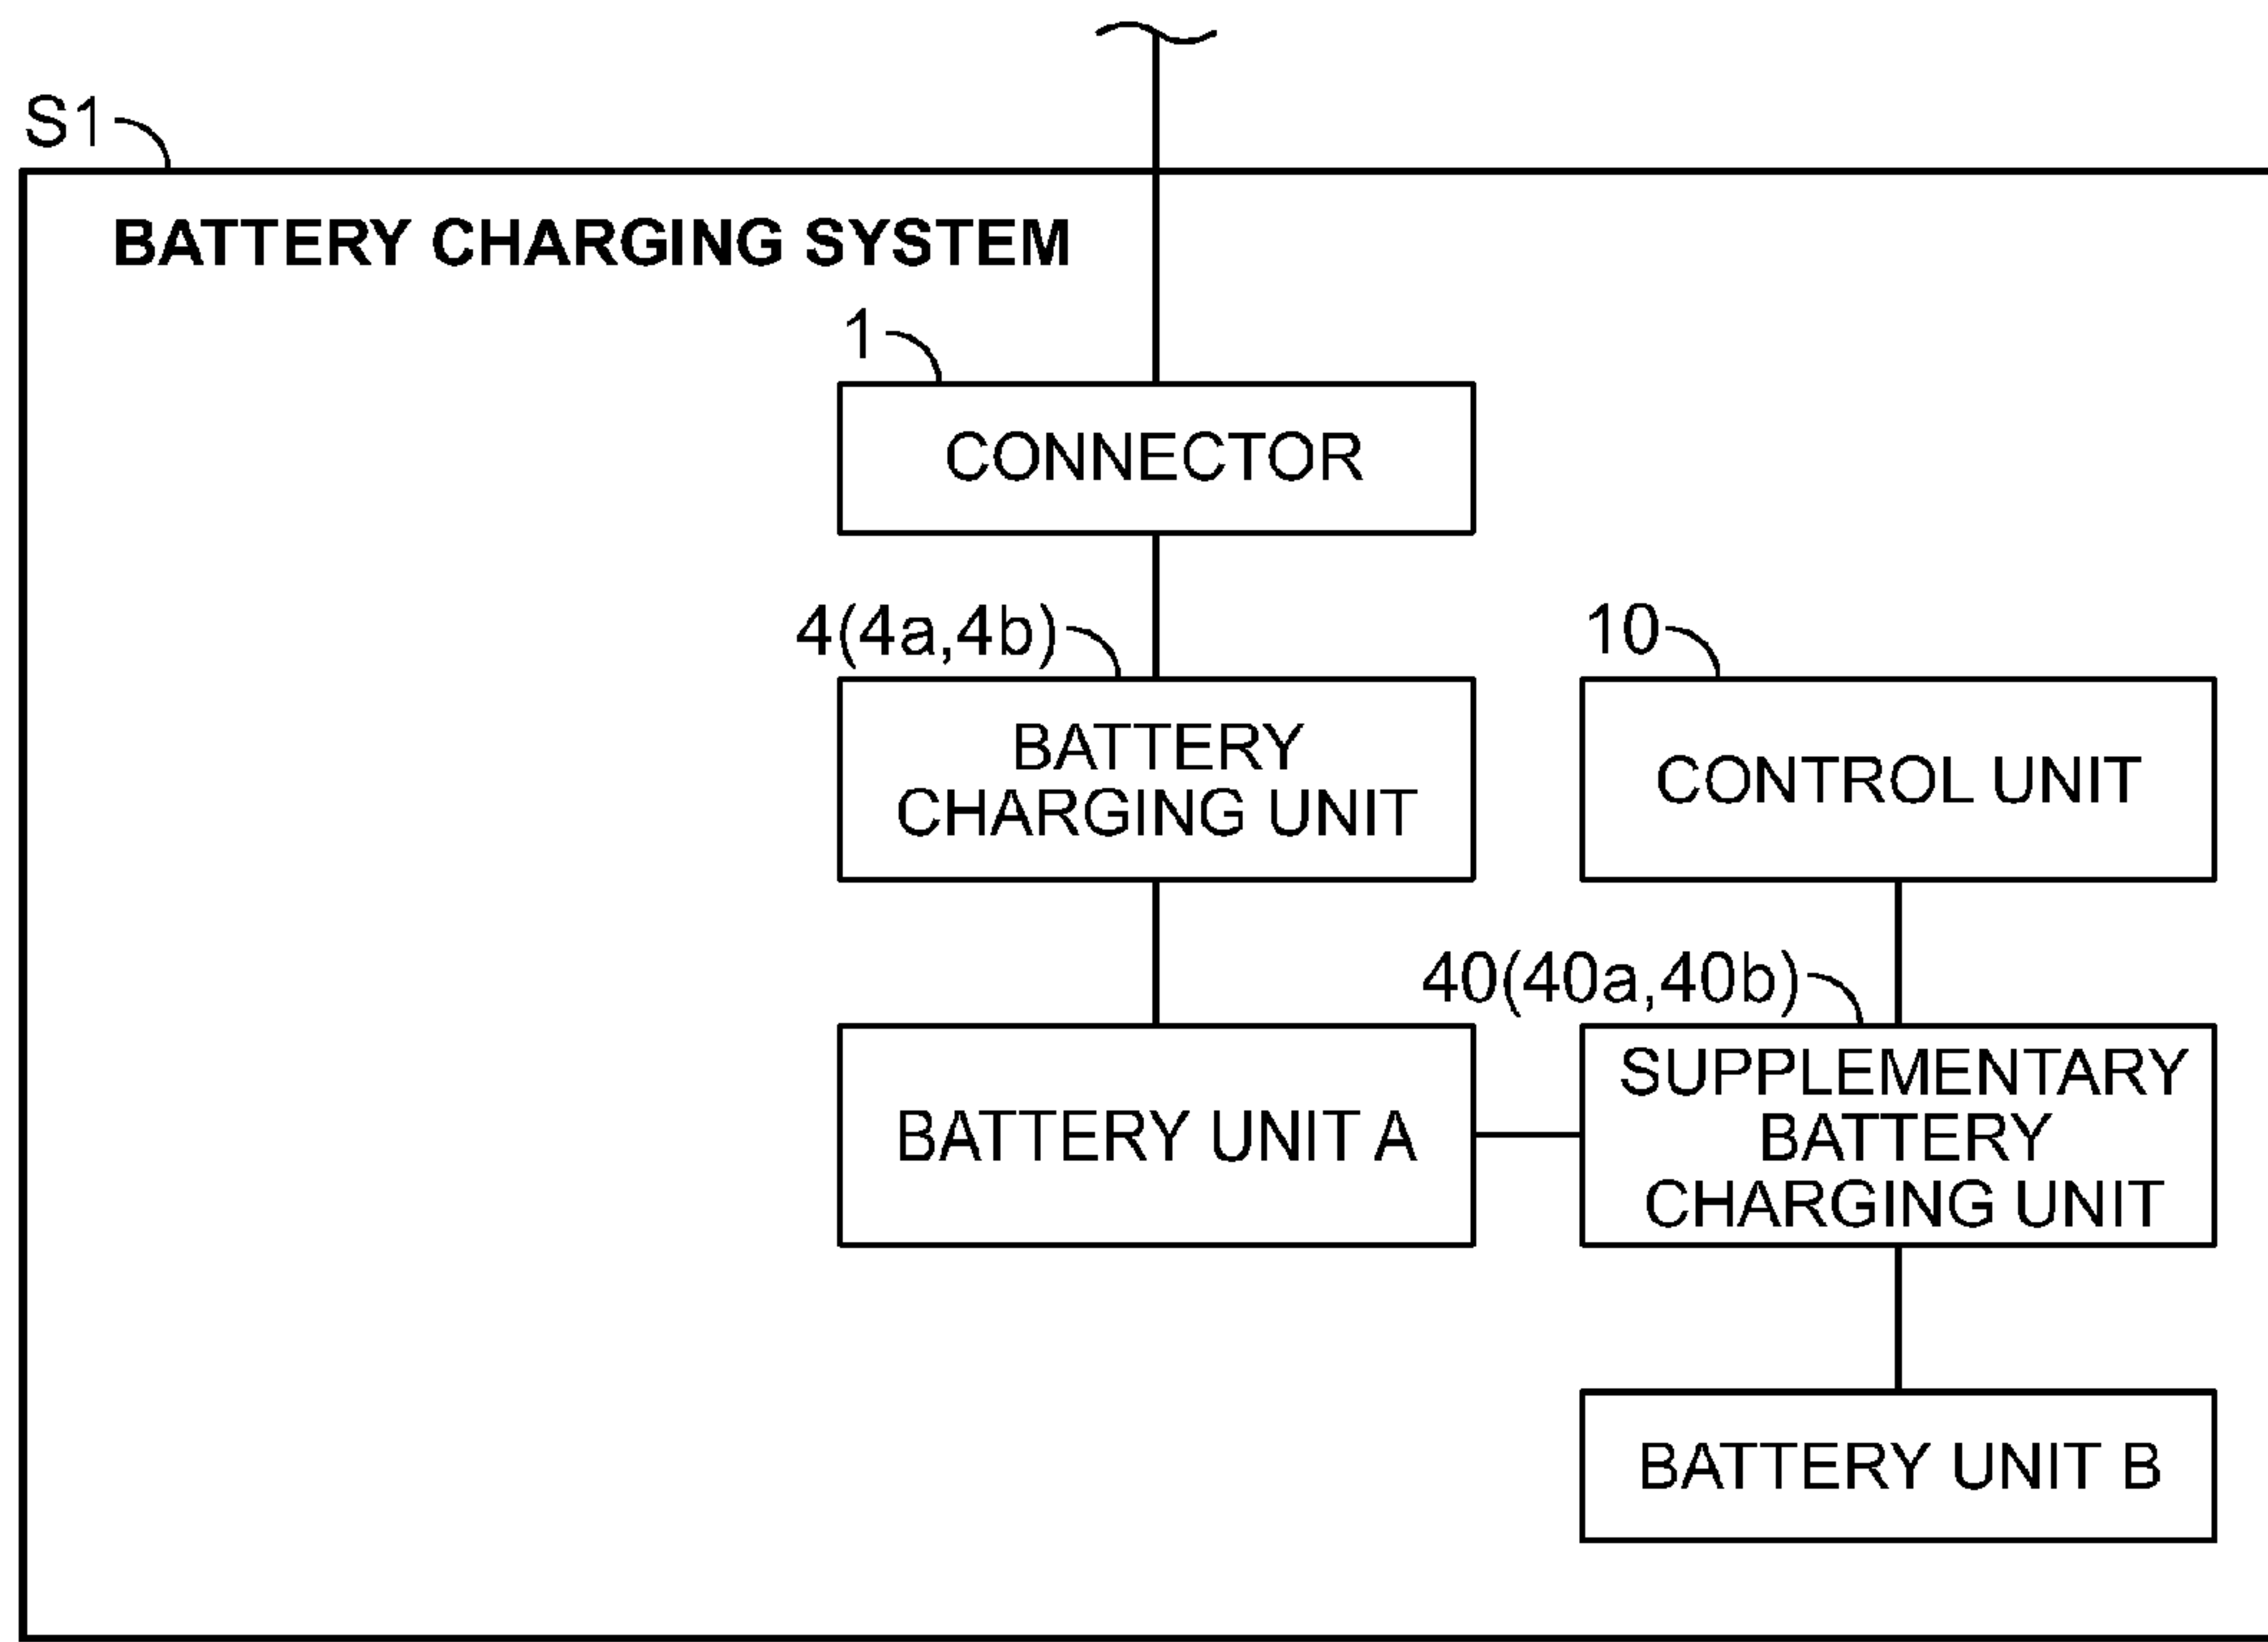 S1
BATTERY CHARGING SYSTEM
1
CONNECTOR
4(4a,4b)
BATTERY
CHARGING UNIT
10
CONTROL UNIT
40(40a,40b)
BATTERY UNIT A
SUPPLEMENTARY
BATTERY
CHARGING UNIT
BATTERY UNIT B